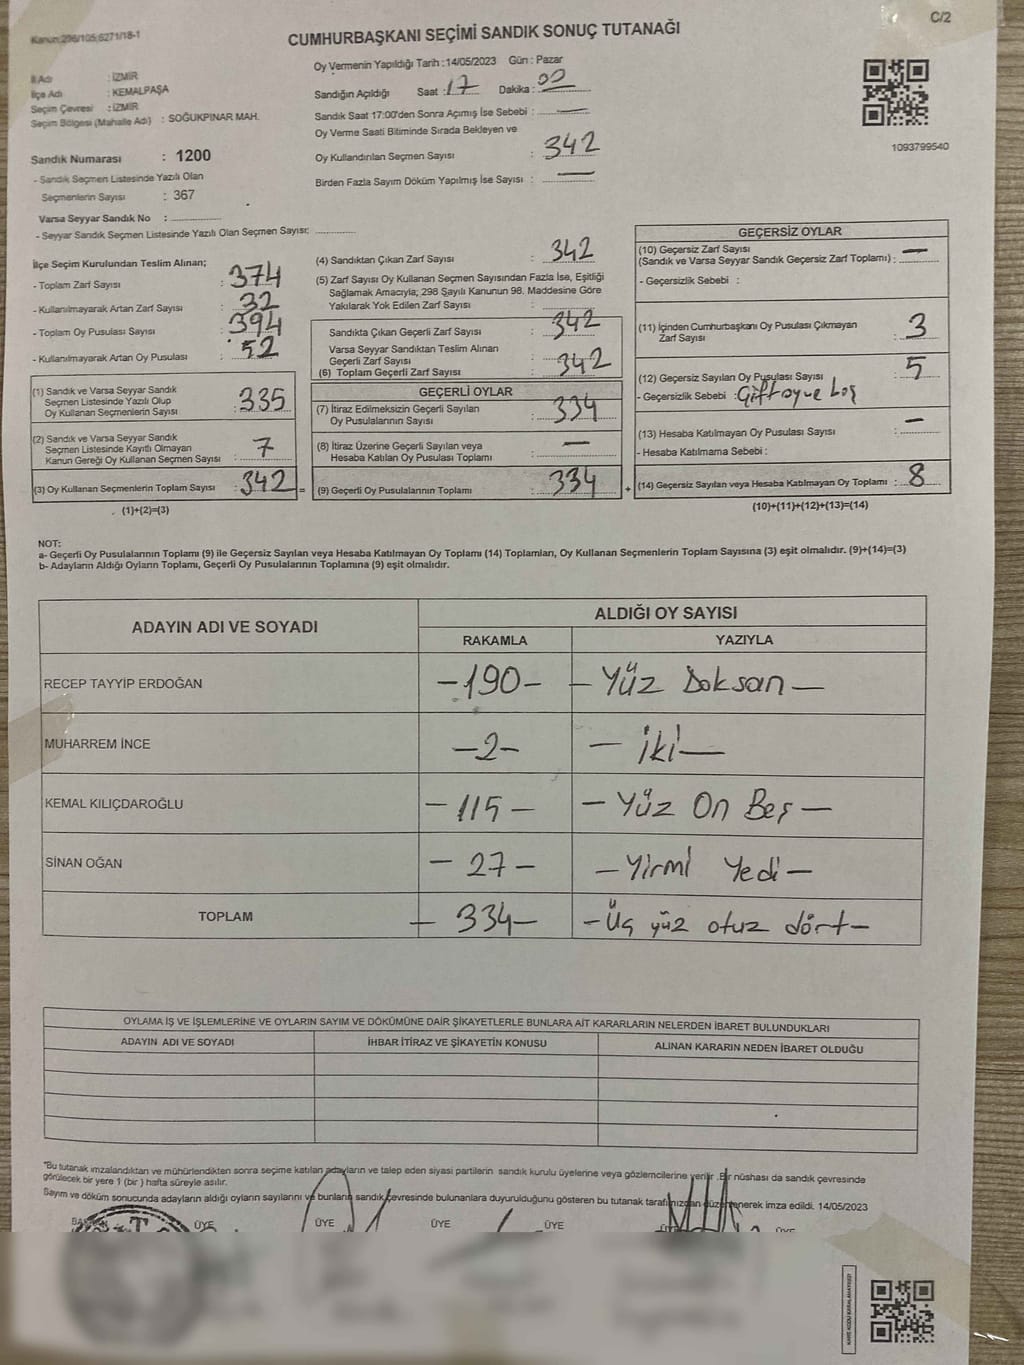 C/2
Kanun:298/105;6271/18-1
CUMHURBAŞKANI SEÇİMİ SANDIK SONUÇ TUTANAĞI
Oy Vermenin Yapıldığı Tarih :14/05/2023 Gün : Pazar
İl Adı : İZMİR
İlçe Adı : KEMALPAŞA
Seçim Çevresi : İZMİR
Seçim Bölgesi (Mahalle Adı) : SOĞUKPINAR MAH.
Sandığın Açıldığı Saat : 17 Dakika : 00
Sandık Saat 17:00'den Sonra Açımış İse Sebebi : —
Oy Verme Saati Bitiminde Sırada Bekleyen ve
Oy Kullandırılan Seçmen Sayısı : 342
Birden Fazla Sayım Döküm Yapılmış İse Sayısı : —
1093799540
Sandık Numarası : 1200
- Sandık Seçmen Listesinde Yazılı Olan
Seçmenlerin Sayısı : 367
Varsa Seyyar Sandık No :
- Seyyar Sandık Seçmen Listesinde Yazılı Olan Seçmen Sayısı:
İlçe Seçim Kurulundan Teslim Alınan;
- Toplam Zarf Sayısı : 374
- Kullanılmayarak Artan Zarf Sayısı : 32
- Toplam Oy Pusulası Sayısı : 394
- Kullanılmayarak Artan Oy Pusulası : 52
(1) Sandık ve Varsa Seyyar Sandık
Seçmen Listesinde Yazılı Olup
Oy Kullanan Seçmenlerin Sayısı : 335
(2) Sandık ve Varsa Seyyar Sandık
Seçmen Listesinde Kayıtlı Olmayan
Kanun Gereği Oy Kullanan Seçmen Sayısı : 7
(3) Oy Kullanan Seçmenlerin Toplam Sayısı : 342 =
(1)+(2)=(3)
(4) Sandıktan Çıkan Zarf Sayısı : 342
(5) Zarf Sayısı Oy Kullanan Seçmen Sayısından Fazla İse, Eşitliği
Sağlamak Amacıyla; 298 Sayılı Kanunun 98. Maddesine Göre
Yakılarak Yok Edilen Zarf Sayısı :
Sandıkta Çıkan Geçerli Zarf Sayısı : 342
Varsa Seyyar Sandıktan Teslim Alınan
Geçerli Zarf Sayısı :
(6) Toplam Geçerli Zarf Sayısı : 342
GEÇERLİ OYLAR
(7) İtiraz Edilmeksizin Geçerli Sayılan
Oy Pusulalarının Sayısı : 334
(8) İtiraz Üzerine Geçerli Sayılan veya
Hesaba Katılan Oy Pusulası Toplamı : —
(9) Geçerli Oy Pusulalarının Toplamı : 334 +
GEÇERSİZ OYLAR
(10) Geçersiz Zarf Sayısı
(Sandık ve Varsa Seyyar Sandık Geçersiz Zarf Toplamı) : —
- Geçersizlik Sebebi :
(11) İçinden Cumhurbaşkanı Oy Pusulası Çıkmayan
Zarf Sayısı : 3
(12) Geçersiz Sayılan Oy Pusulası Sayısı : 5
- Geçersizlik Sebebi : Çift oy ve boş
(13) Hesaba Katılmayan Oy Pusulası Sayısı : —
- Hesaba Katılmama Sebebi :
(14) Geçersiz Sayılan veya Hesaba Katılmayan Oy Toplamı : 8
(10)+(11)+(12)+(13)=(14)
NOT:
a- Geçerli Oy Pusulalarının Toplamı (9) ile Geçersiz Sayılan veya Hesaba Katılmayan Oy Toplamı (14) Toplamları, Oy Kullanan Seçmenlerin Toplam Sayısına (3) eşit olmalıdır. (9)+(14)=(3)
b- Adayların Aldığı Oyların Toplamı, Geçerli Oy Pusulalarının Toplamına (9) eşit olmalıdır.
ADAYIN ADI VE SOYADI ALDIĞI OY SAYISI
RAKAMLA YAZIYLA
RECEP TAYYİP ERDOĞAN -190- - Yüz Doksan -
MUHARREM İNCE -2- - iki -
KEMAL KILIÇDAROĞLU -115- - Yüz On Beş -
SİNAN OĞAN -27- - Yirmi Yedi -
TOPLAM -334- - Üç yüz otuz dört -
OYLAMA İŞ VE İŞLEMLERİNE VE OYLARIN SAYIM VE DÖKÜMÜNE DAİR ŞİKAYETLERLE BUNLARA AİT KARARLARIN NELERDEN İBARET BULUNDUKLARI
ADAYIN ADI VE SOYADI İHBAR İTİRAZ VE ŞİKAYETİN KONUSU ALINAN KARARIN NEDEN İBARET OLDUĞU
*Bu tutanak imzalandıktan ve mühürlendikten sonra seçime katılan adayların ve talep eden siyasi partilerin sandık kurulu üyelerine veya gözlemcilerine verilir. Bir nüshası da sandık çevresinde
görülecek bir yere 1 (bir) hafta süreyle asılır.
Sayım ve döküm sonucunda adayların aldığı oyların sayılarını ve bunların sandık çevresinde bulunanlara duyurulduğunu gösteren bu tutanak tarafımızdan düzenlenerek imza edildi. 14/05/2023
ÜYE ÜYE ÜYE ÜYE ÜYE ÜYE